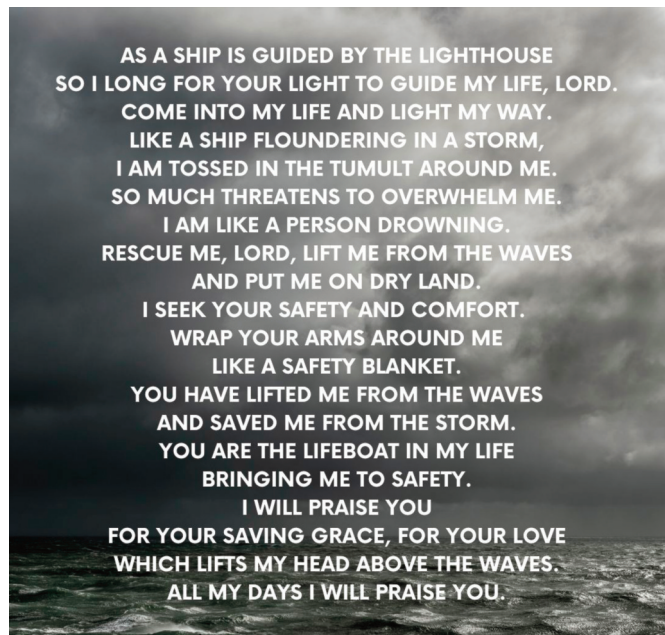 AS A SHIP IS GUIDED BY THE LIGHTHOUSE
SO I LONG FOR YOUR LIGHT TO GUIDE MY LIFE, LORD.
COME INTO MY LIFE AND LIGHT MY WAY.
LIKE A SHIP FLOUNDERING IN A STORM,
I AM TOSSED IN THE TUMULT AROUND ME.
SO MUCH THREATENS TO OVERWHELM ME.
I AM LIKE A PERSON DROWNING.
RESCUE ME, LORD, LIFT ME FROM THE WAVES
AND PUT ME ON DRY LAND.
I SEEK YOUR SAFETY AND COMFORT.
WRAP YOUR ARMS AROUND ME
LIKE A SAFETY BLANKET.
YOU HAVE LIFTED ME FROM THE WAVES
AND SAVED ME FROM THE STORM.
YOU ARE THE LIFEBOAT IN MY LIFE
BRINGING ME TO SAFETY.
I WILL PRAISE YOU
FOR YOUR SAVING GRACE, FOR YOUR LOVE
WHICH LIFTS MY HEAD ABOVE THE WAVES.
ALL MY DAYS I WILL PRAISE YOU.